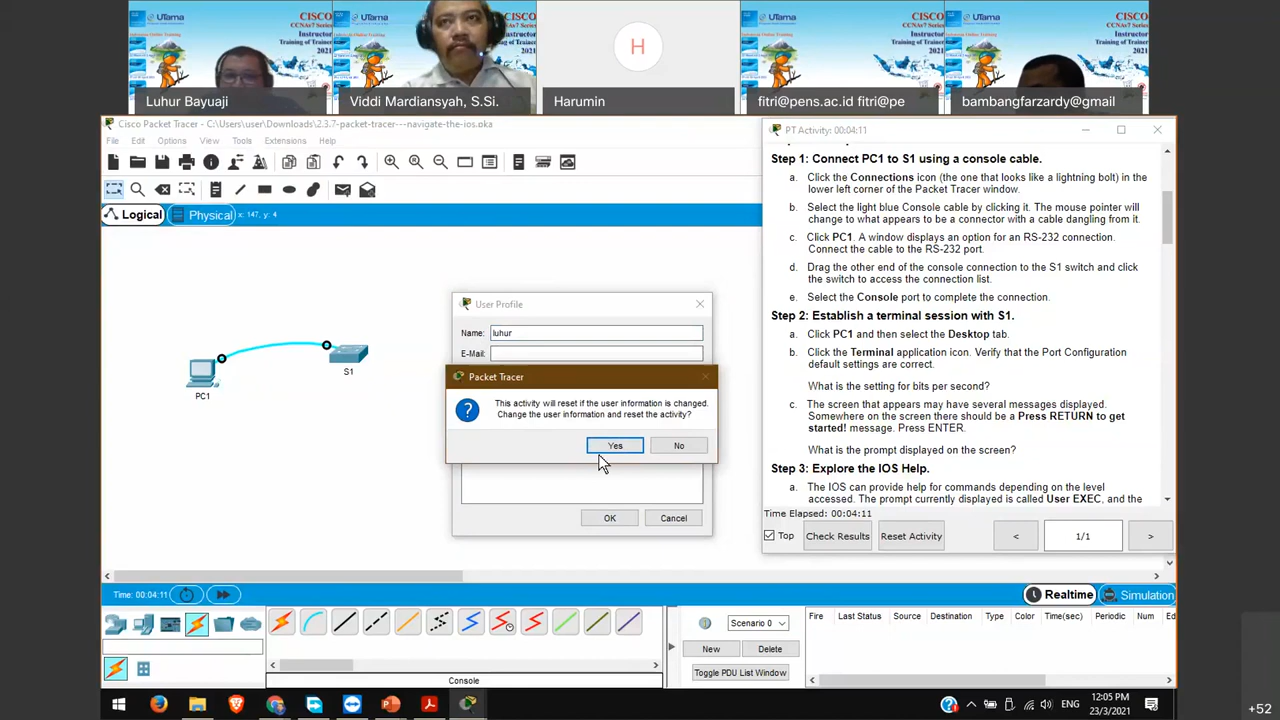 UTama
CISCO
CCNAv7 Series
Instructor
Training of Trainer
2021
Luhur Bayuaji
Viddi Mardiansyah, S.Si.
H
Harumin
fitri@pens.ac.id fitri@pe
bambangfarzardy@gmail
Cisco Packet Tracer - C:\Users\user\Downloads\2.3.7-packet-tracer---navigate-the-ios.pka
File Edit Options View Tools Extensions Help
Logical
Physical
x: 147, y: 4
PC1
S1
User Profile
Name: luhur
E-Mail:
Packet Tracer
This activity will reset if the user information is changed.
Change the user information and reset the activity?
Yes
No
OK
Cancel
PT Activity: 00:04:11
Step 1: Connect PC1 to S1 using a console cable.
a. Click the Connections icon (the one that looks like a lightning bolt) in the
lower left corner of the Packet Tracer window.
b. Select the light blue Console cable by clicking it. The mouse pointer will
change to what appears to be a connector with a cable dangling from it.
c. Click PC1. A window displays an option for an RS-232 connection.
Connect the cable to the RS-232 port.
d. Drag the other end of the console connection to the S1 switch and click
the switch to access the connection list.
e. Select the Console port to complete the connection.
Step 2: Establish a terminal session with S1.
a. Click PC1 and then select the Desktop tab.
b. Click the Terminal application icon. Verify that the Port Configuration
default settings are correct.
What is the setting for bits per second?
c. The screen that appears may have several messages displayed.
Somewhere on the screen there should be a Press RETURN to get
started! message. Press ENTER.
What is the prompt displayed on the screen?
Step 3: Explore the IOS Help.
a. The IOS can provide help for commands depending on the level
accessed. The prompt currently displayed is called User EXEC, and the
Time Elapsed: 00:04:11
Top
Check Results
Reset Activity
<
1/1
>
Time: 00:04:11
Realtime
Simulation
Scenario 0
New
Delete
Toggle PDU List Window
Fire Last Status Source Destination Type Color Time(sec) Periodic Num Ed
Console
ENG
12:05 PM
23/3/2021
+52